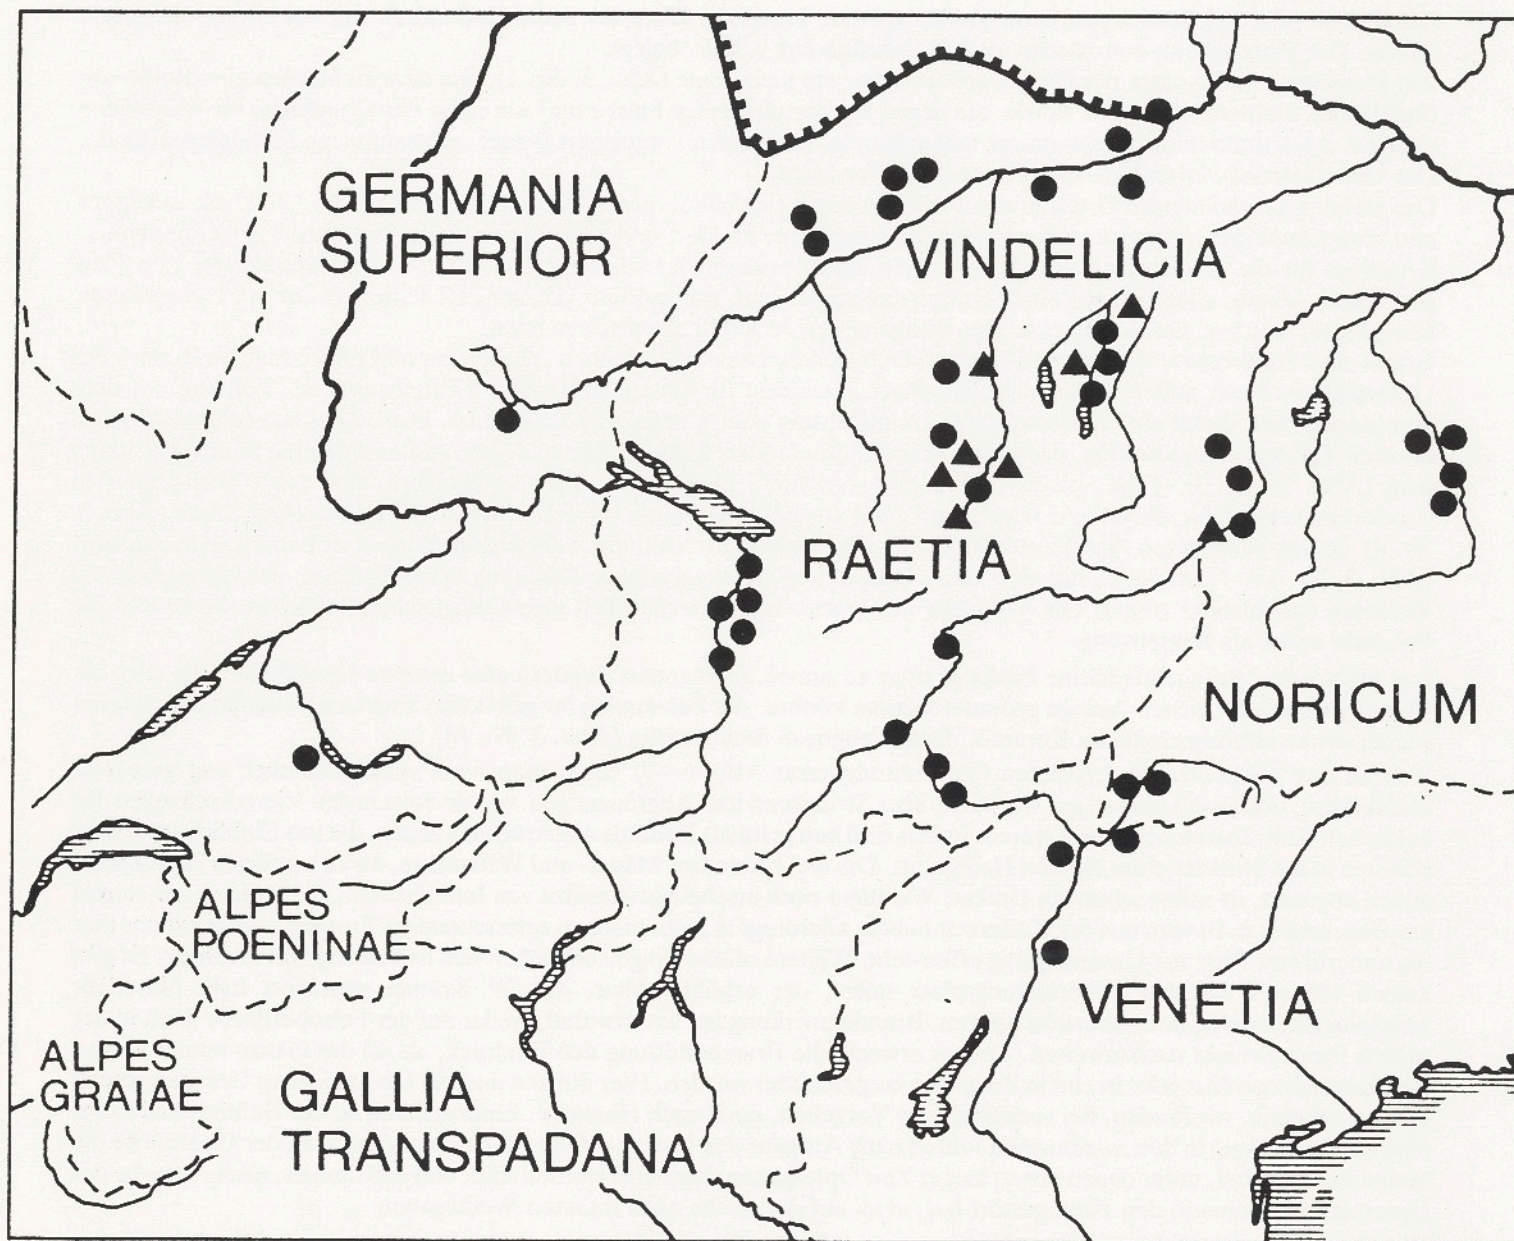 GERMANIA
SUPERIOR
VINDELICIA
RAETIA
NORICUM
ALPES
POENINAE
VENETIA
ALPES
GRAIAE
GALLIA
TRANSPADANA